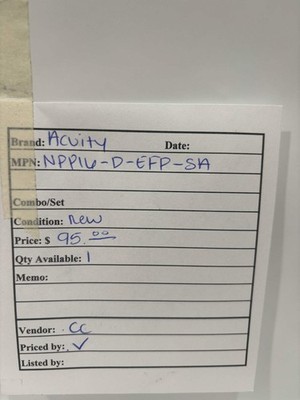 Brand: Acuity Date:
MPN: NPP16-D-EFP-SA
Combo/Set
Condition: new
Price: $ 95.00
Qty Available: 1
Memo:
Vendor: CC
Priced by: ✓
Listed by: